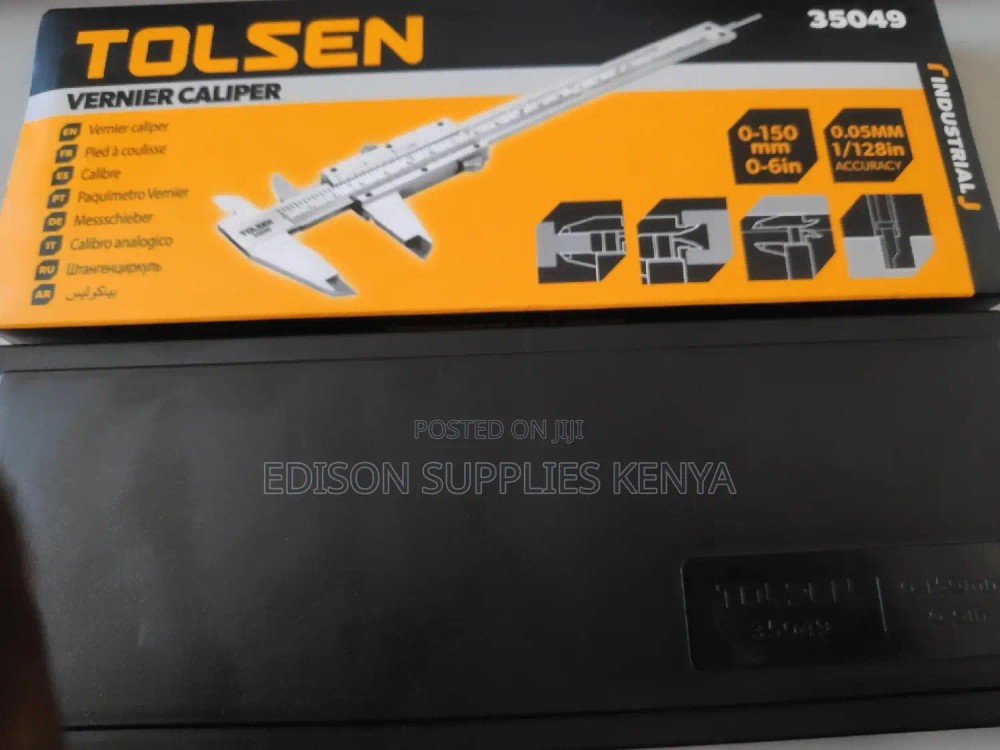 TOLSEN
35049
VERNIER CALIPER
INDUSTRIAL
EN Vernier caliper
FR Pied à coulisse
ES Calibre
PT Paquímetro Vernier
DE Messschieber
IT Calibro analogico
RU Штангенциркуль
AR
TOLSEN
0-150
mm
0-6in
0.05MM
1/128in
ACCURACY
POSTED ON JIJI
EDISON SUPPLIES KENYA
TOLSEN
35049